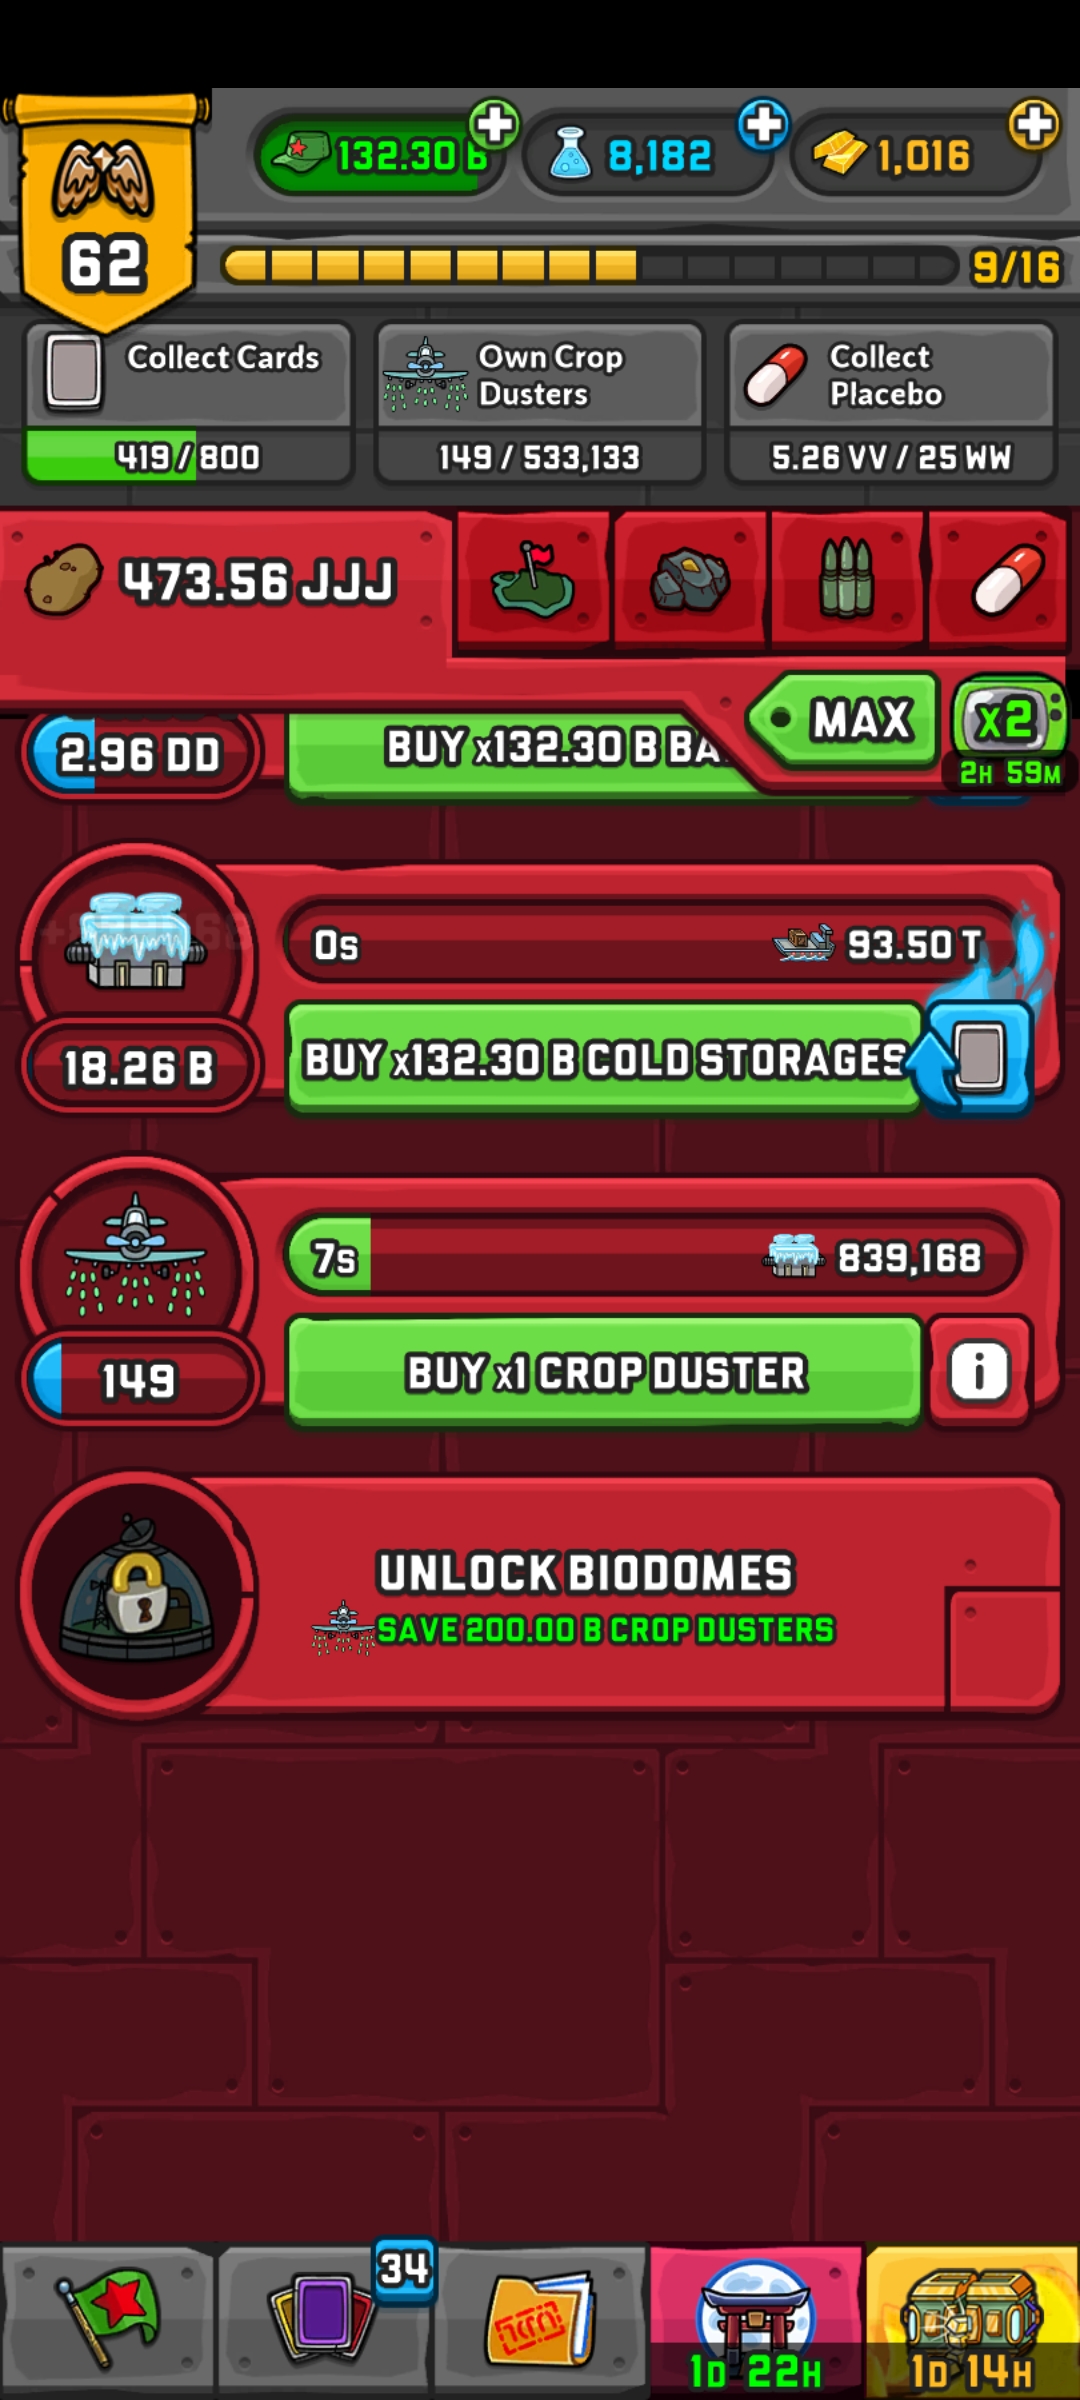 132.30 B
8,182
1,016
62
9/16
Collect Cards
419 / 800
Own Crop
Dusters
149 / 533,133
Collect
Placebo
5.26 VV / 25 WW
473.56 JJJ
MAX
x2
2H 59M
2.96 DD
BUY x132.30 B BA
0s
93.50 T
18.26 B
BUY x132.30 B COLD STORAGES
7s
839,168
149
BUY x1 CROP DUSTER
i
UNLOCK BIODOMES
SAVE 200.00 B CROP DUSTERS
34
1D 22H
1D 14H